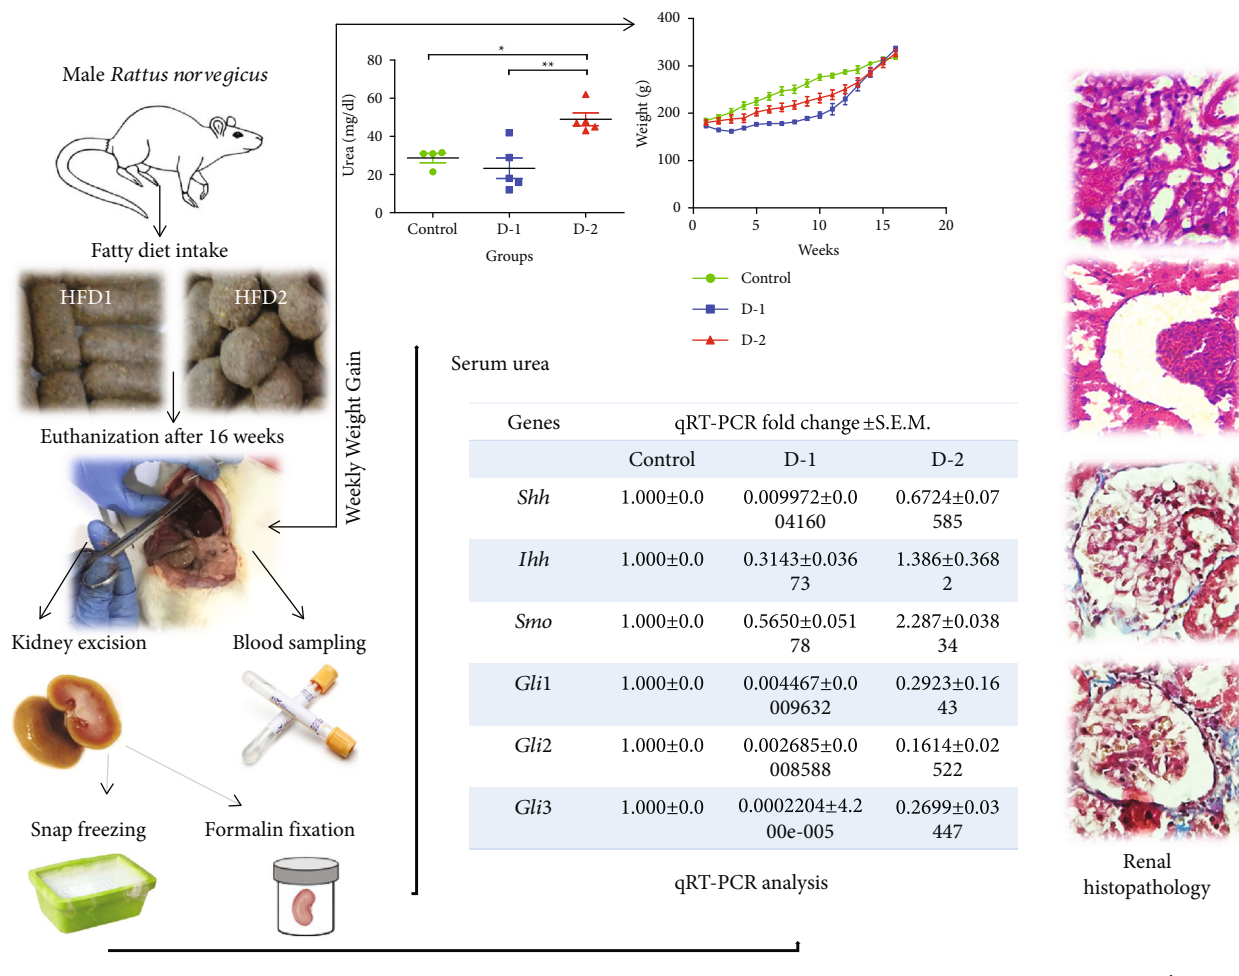 Male Rattus norvegicus
Fatty diet intake
HFD1
HFD2
Euthanization after 16 weeks
Kidney excision
Blood sampling
Snap freezing
Formalin fixation
Weekly Weight Gain
Urea (mg/dl)
80
60
40
20
0
*
**
Control
D-1
D-2
Groups
Weight (g)
400
300
200
100
0
0
5
10
15
20
Weeks
Control
D-1
D-2
Serum urea
Genes qRT-PCR fold change ±S.E.M.
Control D-1 D-2
Shh 1.000±0.0 0.009972±0.0 0.6724±0.07
04160 585
Ihh 1.000±0.0 0.3143±0.036 1.386±0.368
73 2
Smo 1.000±0.0 0.5650±0.051 2.287±0.038
78 34
Gli1 1.000±0.0 0.004467±0.0 0.2923±0.16
009632 43
Gli2 1.000±0.0 0.002685±0.0 0.1614±0.02
008588 522
Gli3 1.000±0.0 0.0002204±4.2 0.2699±0.03
00e-005 447
qRT-PCR analysis
Renal
histopathology